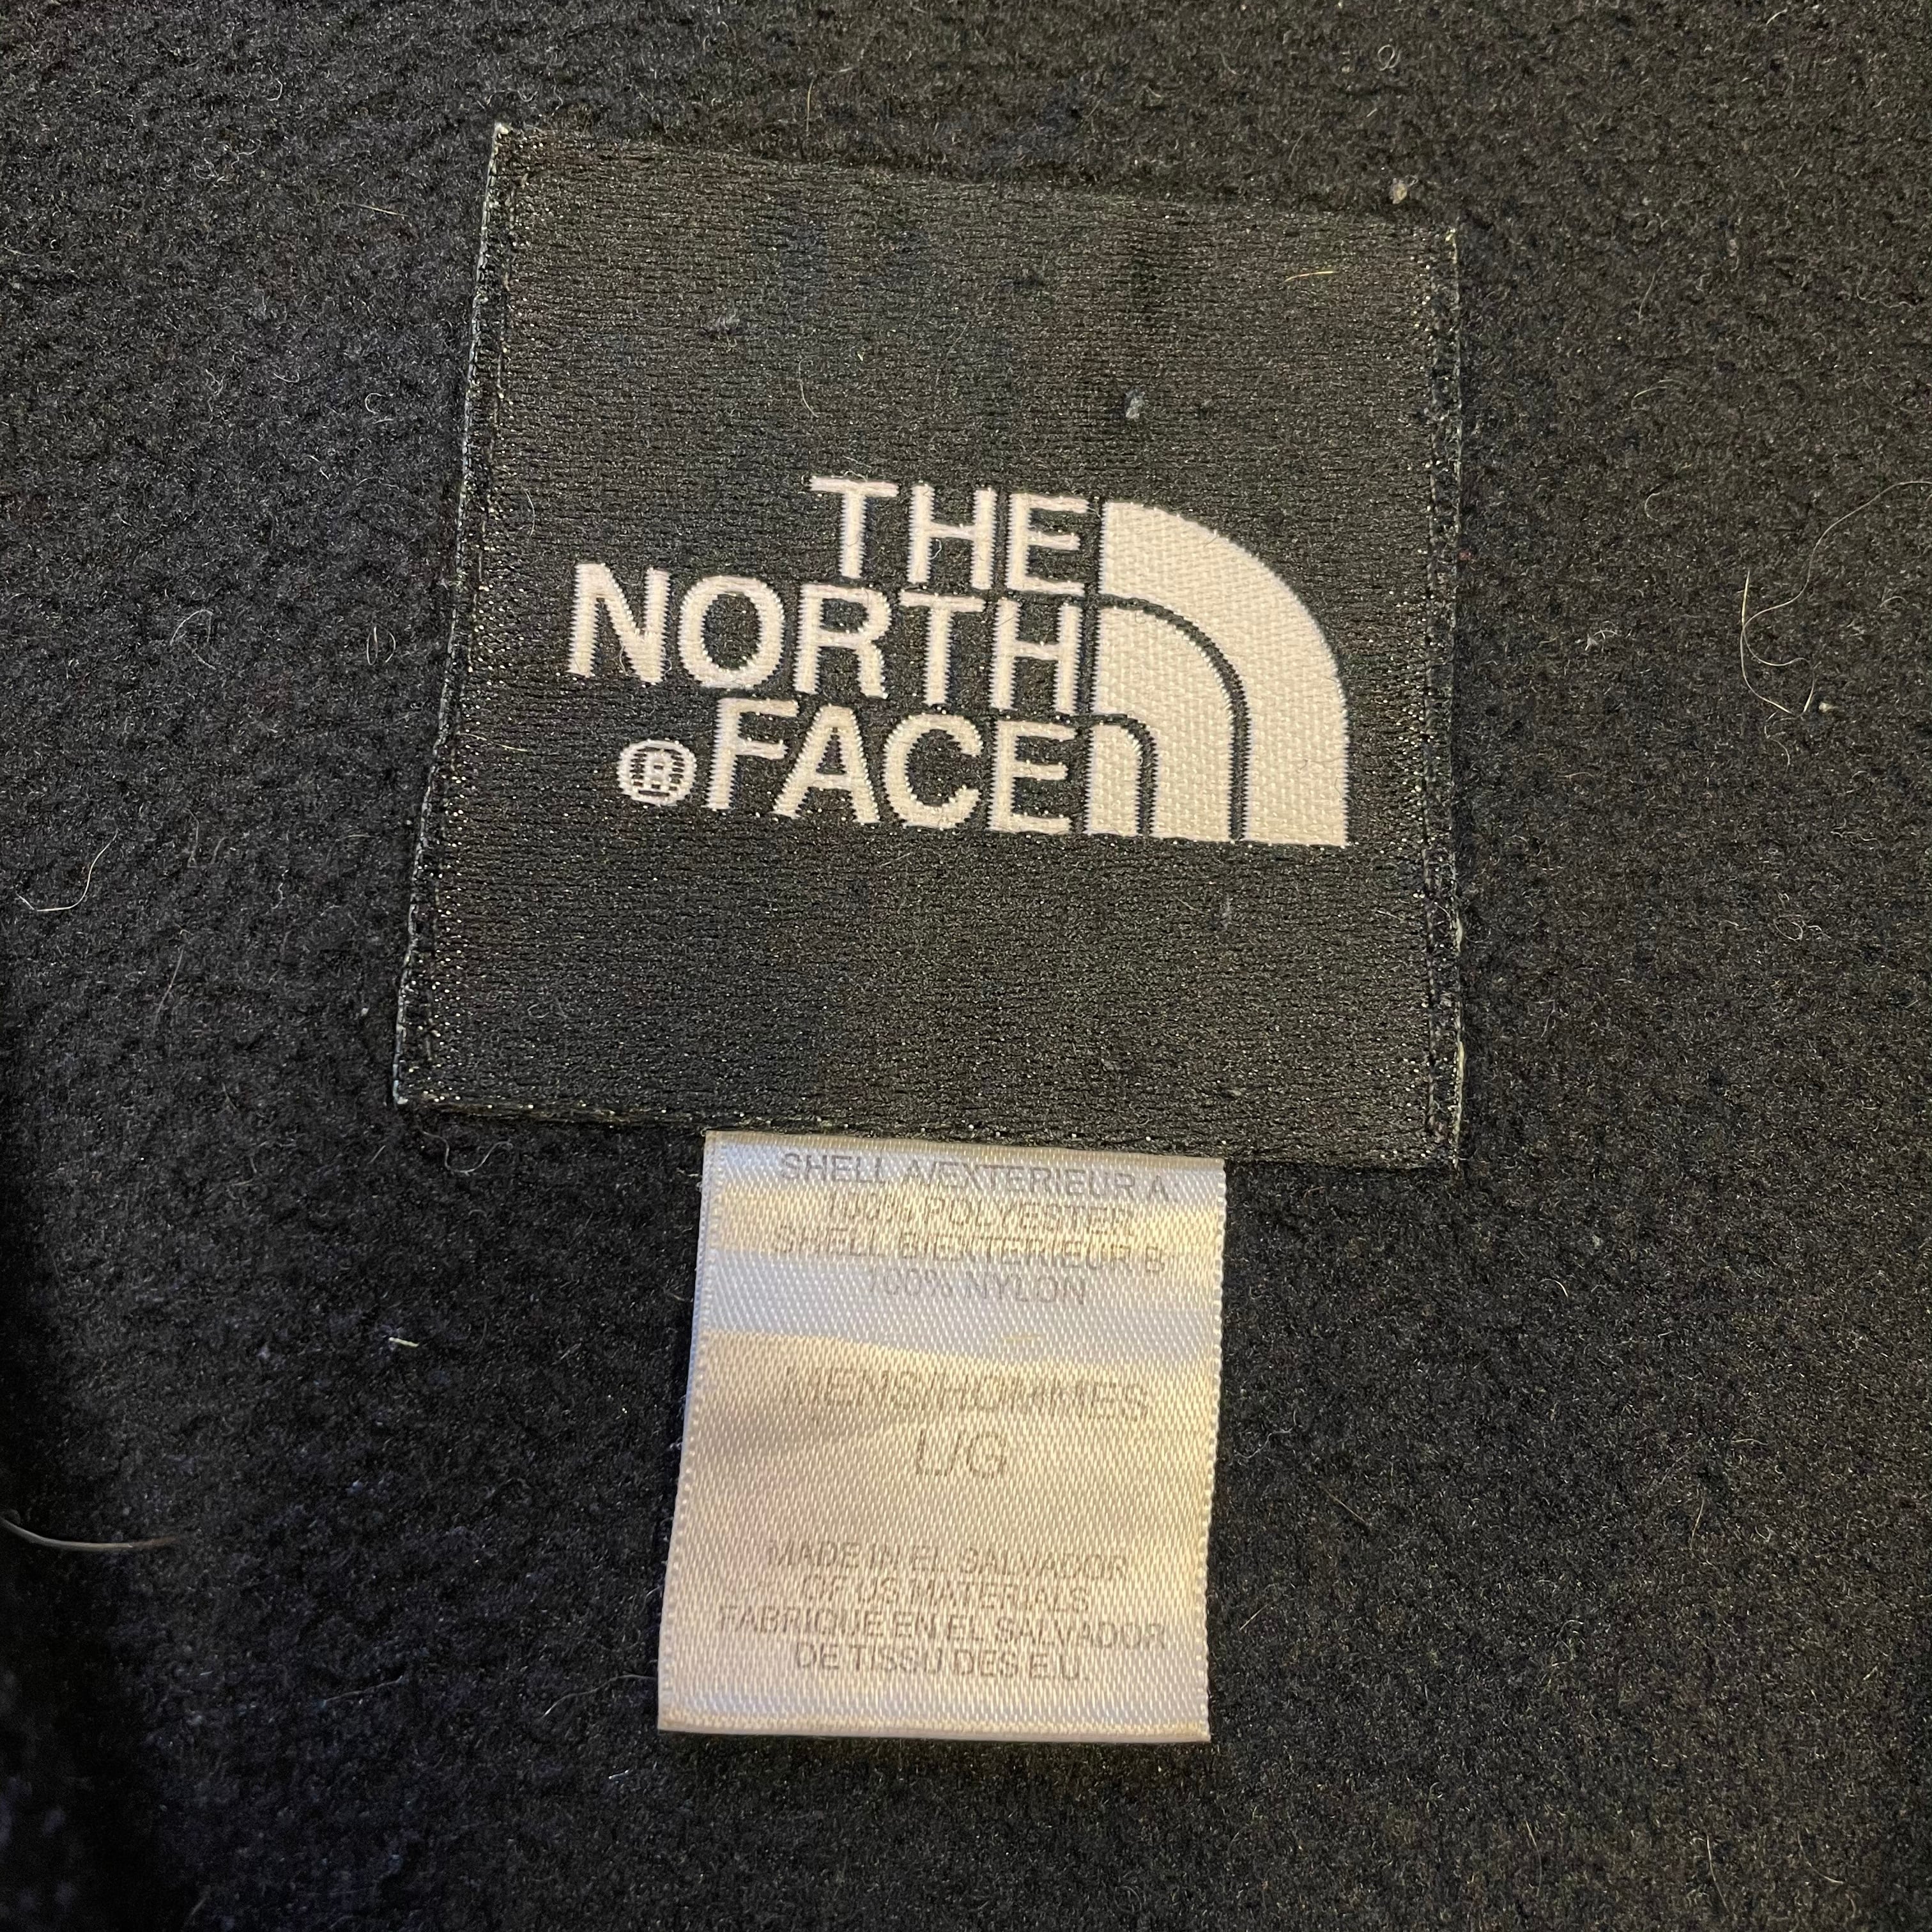 THE
NORTH
®FACE
SHELL A/EXTERIEUR A
100% POLYESTER
SHELL B/EXTERIEUR B
100% NYLON
MENS/HOMMES
L/G
MADE IN EL SALVADOR
OF US MATERIALS
FABRIQUE EN EL SALVADOR
DE TISSU DES E.U.